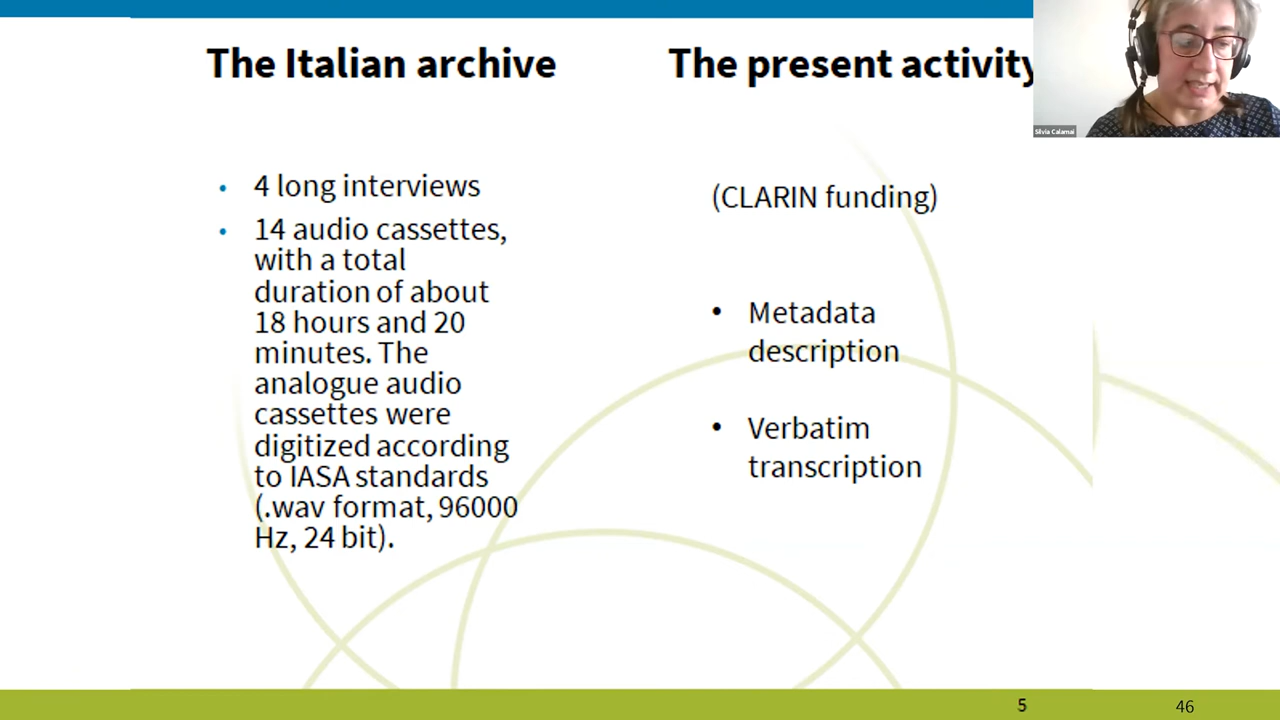 The Italian archive
• 4 long interviews
• 14 audio cassettes,
with a total
duration of about
18 hours and 20
minutes. The
analogue audio
cassettes were
digitized according
to IASA standards
(.wav format, 96000
Hz, 24 bit).
The present activity
(CLARIN funding)
• Metadata
description
• Verbatim
transcription
Silvia Calamai
5
46